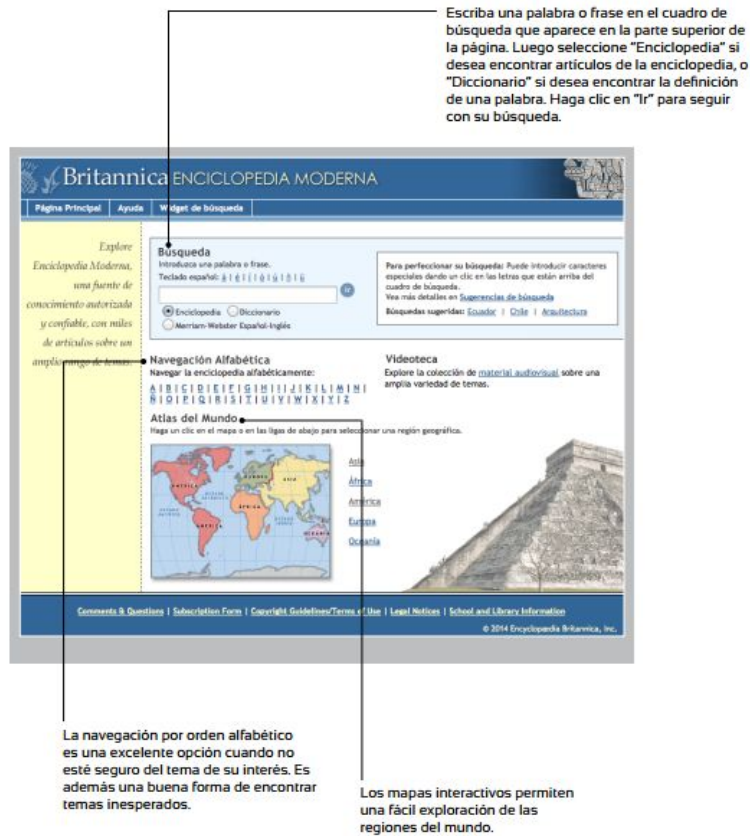 Escriba una palabra o frase en el cuadro de
búsqueda que aparece en la parte superior de
la página. Luego seleccione "Enciclopedia" si
desea encontrar artículos de la enciclopedia, o
"Diccionario" si desea encontrar la definición
de una palabra. Haga clic en "Ir" para seguir
con su búsqueda.
Britannica ENCICLOPEDIA MODERNA
Página Principal | Ayuda | Widget de búsqueda
Explore
Enciclopedia Moderna,
una fuente de
conocimiento autorizada
y confiable, con miles
de artículos sobre un
amplio rango de temas.
Búsqueda
Introduzca una palabra o frase.
Teclado español: á | é | í | ó | ú | ñ | ü
Ir
Enciclopedia Diccionario
Merriam-Webster Español-Inglés
Para perfeccionar su búsqueda: Puede introducir caracteres
especiales dando un clic en las letras que están arriba del
cuadro de búsqueda.
Vea más detalles en Sugerencias de búsqueda
Búsquedas sugeridas: Ecuador | Chile | Arquitectura
Navegación Alfabética
Navegar la enciclopedia alfabéticamente:
A | B | C | D | E | F | G | H | I | J | K | L | M | N |
Ñ | O | P | Q | R | S | T | U | V | W | X | Y | Z
Videoteca
Explore la colección de material audiovisual sobre una
amplia variedad de temas.
Atlas del Mundo
Haga un clic en el mapa o en las ligas de abajo para seleccionar una región geográfica.
AMÉRICA
EUROPA
ASIA
ÁFRICA
AMÉRICA
OCEANÍA
Asia
África
América
Europa
Oceanía
Comments & Questions | Subscription Form | Copyright Guidelines/Terms of Use | Legal Notices | School and Library Information
© 2014 Encyclopædia Britannica, Inc.
La navegación por orden alfabético
es una excelente opción cuando no
esté seguro del tema de su interés. Es
además una buena forma de encontrar
temas inesperados.
Los mapas interactivos permiten
una fácil exploración de las
regiones del mundo.